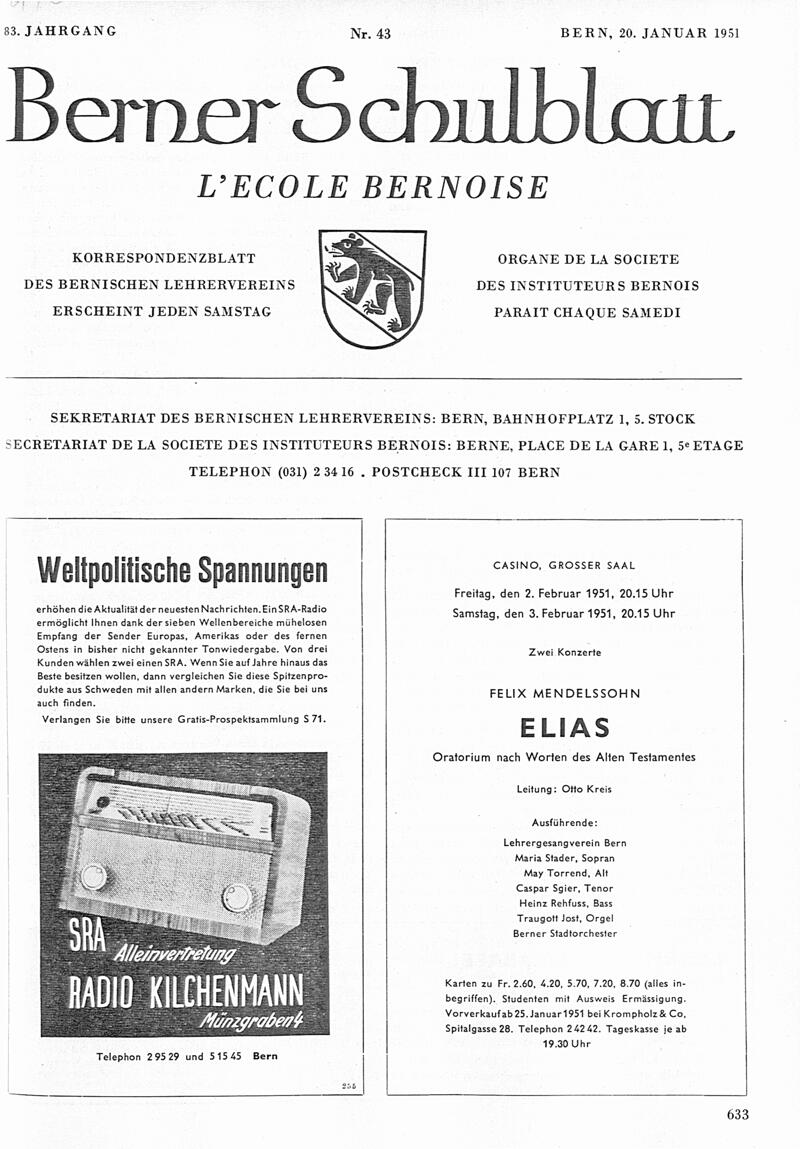 83. JAHRGANG
Nr. 43
BERN, 20. JANUAR 1951
Berner Schulblatt
L'ECOLE BERNOISE
KORRESPONDENZBLATT
DES BERNISCHEN LEHRERVEREINS
ERSCHEINT JEDEN SAMSTAG
ORGANE DE LA SOCIETE
DES INSTITUTEURS BERNOIS
PARAIT CHAQUE SAMEDI
SEKRETARIAT DES BERNISCHEN LEHRERVEREINS: BERN, BAHNHOFPLATZ 1, 5. STOCK
SECRETARIAT DE LA SOCIETE DES INSTITUTEURS BERNOIS: BERNE, PLACE DE LA GARE 1, 5e ETAGE
TELEPHON (031) 2 34 16 . POSTCHECK III 107 BERN
Weltpolitische Spannungen
erhöhen die Aktualität der neuesten Nachrichten. Ein SRA-Radio
ermöglicht Ihnen dank der sieben Wellenbereiche mühelosen
Empfang der Sender Europas, Amerikas oder des fernen
Ostens in bisher nicht gekannter Tonwiedergabe. Von drei
Kunden wählen zwei einen SRA. Wenn Sie auf Jahre hinaus das
Beste besitzen wollen, dann vergleichen Sie diese Spitzenpro-
dukte aus Schweden mit allen andern Marken, die Sie bei uns
auch finden.
Verlangen Sie bitte unsere Gratis-Prospektsammlung S 71.
SRA
Alleinvertretung
RADIO KILCHENMANN
Münzgraben 4
Telephon 2 95 29 und 5 15 45 Bern
255
CASINO, GROSSER SAAL
Freitag, den 2. Februar 1951, 20.15 Uhr
Samstag, den 3. Februar 1951, 20.15 Uhr
Zwei Konzerte
FELIX MENDELSSOHN
ELIAS
Oratorium nach Worten des Alten Testamentes
Leitung: Otto Kreis
Ausführende:
Lehrergesangverein Bern
Maria Stader, Sopran
May Torrend, Alt
Caspar Sgier, Tenor
Heinz Rehfuss, Bass
Traugott Jost, Orgel
Berner Stadtorchester
Karten zu Fr. 2.60, 4.20, 5.70, 7.20, 8.70 (alles in-
begriffen). Studenten mit Ausweis Ermässigung.
Vorverkauf ab 25. Januar 1951 bei Krompholz & Co,
Spitalgasse 28. Telephon 2 42 42. Tageskasse je ab
19.30 Uhr
633